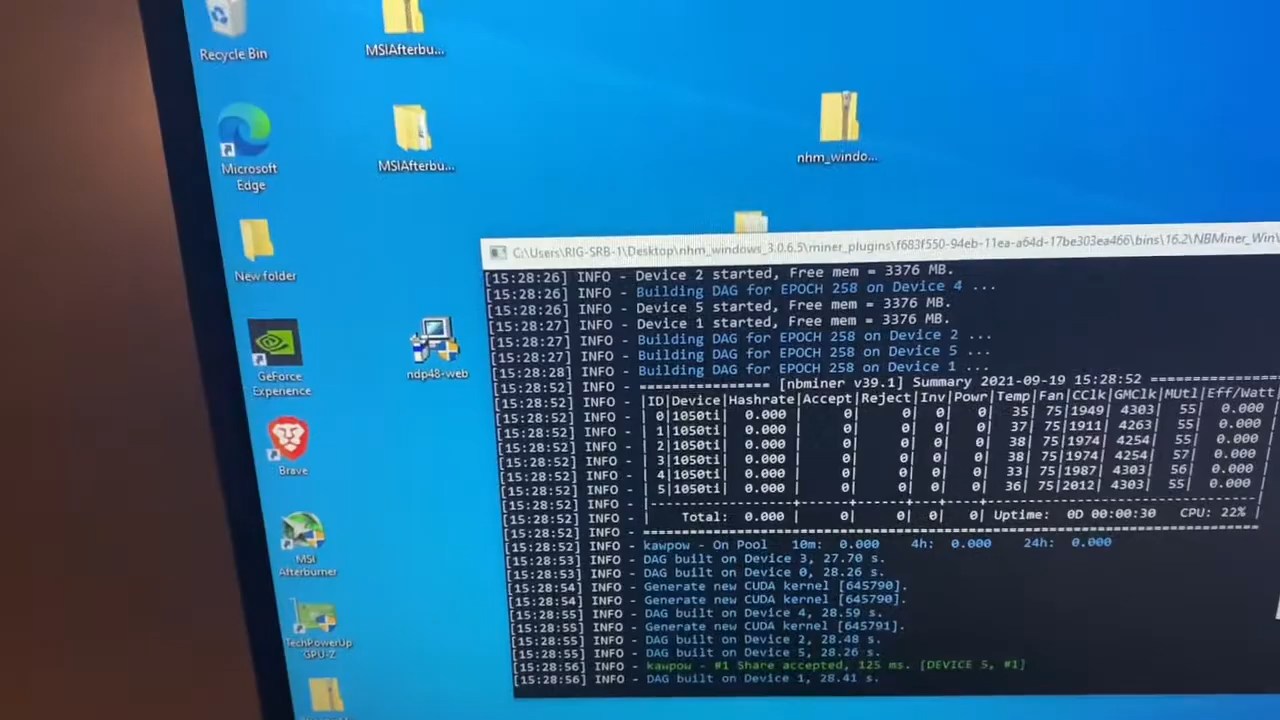 Recycle Bin
MSIAfterbu...
Microsoft
Edge
MSIAfterbu...
nhm_windo...
New folder
GeForce
Experience
ndp48-web
Brave
MSI
Afterburner
TechPowerUp
GPU-Z
C:\Users\RIG-SRB-1\Desktop\nhm_windows_3.0.6.5\miner_plugins\f683f550-94eb-11ea-a64d-17be303ea466\bins\16.2\NBMiner_Win\
[15:28:26] INFO - Device 2 started, Free mem = 3376 MB.
[15:28:26] INFO - Building DAG for EPOCH 258 on Device 4 ...
[15:28:26] INFO - Device 5 started, Free mem = 3376 MB.
[15:28:27] INFO - Device 1 started, Free mem = 3376 MB.
[15:28:27] INFO - Building DAG for EPOCH 258 on Device 2 ...
[15:28:27] INFO - Building DAG for EPOCH 258 on Device 5 ...
[15:28:28] INFO - Building DAG for EPOCH 258 on Device 1 ...
[15:28:52] INFO - ================ [nbminer v39.1] Summary 2021-09-19 15:28:52 ================
[15:28:52] INFO - |ID|Device|Hashrate|Accept|Reject|Inv|Powr|Temp|Fan|CClk|GMClk|MUtl|Eff/Watt
[15:28:52] INFO - | 0|1050ti| 0.000 | 0| 0| 0| 0| 35| 75|1949| 4303| 55| 0.000
[15:28:52] INFO - | 1|1050ti| 0.000 | 0| 0| 0| 0| 37| 75|1911| 4263| 55| 0.000
[15:28:52] INFO - | 2|1050ti| 0.000 | 0| 0| 0| 0| 38| 75|1974| 4254| 55| 0.000
[15:28:52] INFO - | 3|1050ti| 0.000 | 0| 0| 0| 0| 38| 75|1974| 4254| 57| 0.000
[15:28:52] INFO - | 4|1050ti| 0.000 | 0| 0| 0| 0| 33| 75|1987| 4303| 56| 0.000
[15:28:52] INFO - | 5|1050ti| 0.000 | 0| 0| 0| 0| 36| 75|2012| 4303| 55| 0.000
[15:28:52] INFO - |------------------+------+------+---+----+------------------------------
[15:28:52] INFO - | Total: 0.000 | 0| 0| 0| 0| Uptime: 0D 00:00:30 CPU: 22% |
[15:28:52] INFO - ==============================================================
[15:28:52] INFO - kawpow - On Pool 10m: 0.000 4h: 0.000 24h: 0.000
[15:28:53] INFO - DAG built on Device 3, 27.70 s.
[15:28:53] INFO - DAG built on Device 0, 28.26 s.
[15:28:54] INFO - Generate new CUDA kernel [645790].
[15:28:54] INFO - Generate new CUDA kernel [645790].
[15:28:55] INFO - DAG built on Device 4, 28.59 s.
[15:28:55] INFO - Generate new CUDA kernel [645791].
[15:28:55] INFO - DAG built on Device 2, 28.48 s.
[15:28:55] INFO - DAG built on Device 5, 28.26 s.
[15:28:56] INFO - kawpow - #1 Share accepted, 125 ms. [DEVICE 5, #1]
[15:28:56] INFO - DAG built on Device 1, 28.41 s.